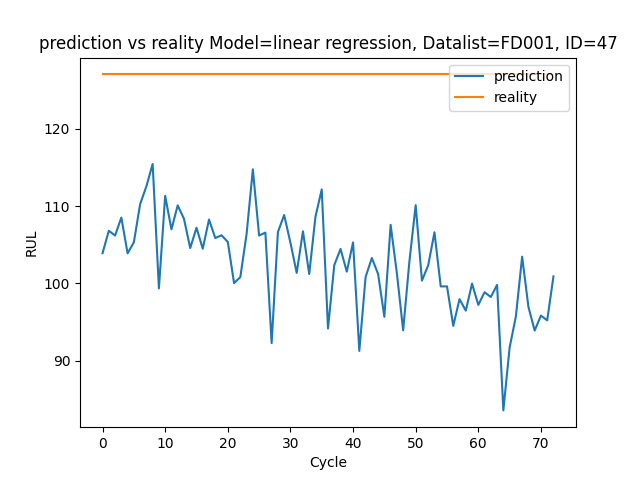 prediction vs reality Model=linear regression, Datalist=FD001, ID=47
prediction
reality
RUL
120
110
100
90
0 10 20 30 40 50 60 70
Cycle